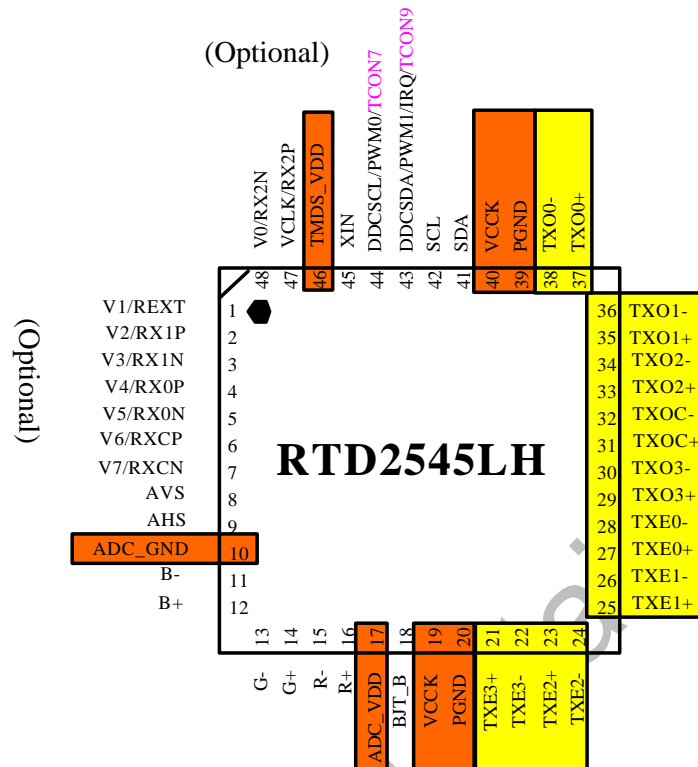 (Optional)
V0/RX2N
48
VCLK/RX2P
47
TMDS_VDD
46
XIN
45
DDCSCL/PWM0/TCON7
44
DDCSDA/PWM1/IRQ/TCON9
43
SCL
42
SDA
41
VCCK
40
PGND
39
TXO0-
38
TXO0+
37
(Optional)
V1/REXT 1
V2/RX1P 2
V3/RX1N 3
V4/RX0P 4
V5/RX0N 5
V6/RXCP 6
V7/RXCN 7
AVS 8
AHS 9
ADC_GND 10
B- 11
B+ 12
RTD2545LH
36 TXO1-
35 TXO1+
34 TXO2-
33 TXO2+
32 TXOC-
31 TXOC+
30 TXO3-
29 TXO3+
28 TXE0-
27 TXE0+
26 TXE1-
25 TXE1+
13
G-
14
G+
15
R-
16
R+
17
ADC_VDD
18
BJT_B
19
VCCK
20
PGND
21
TXE3+
22
TXE3-
23
TXE2+
24
TXE2-